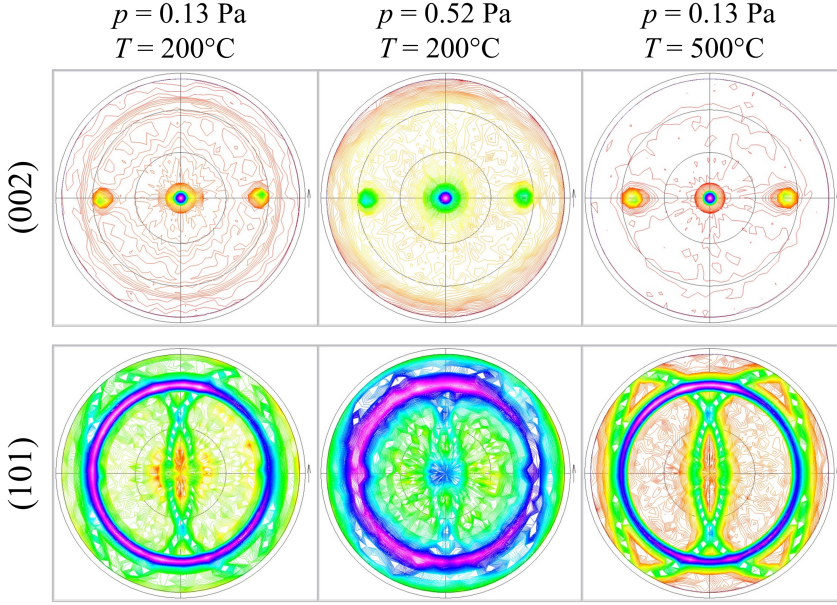 p = 0.13 Pa
T = 200°C
p = 0.52 Pa
T = 200°C
p = 0.13 Pa
T = 500°C
(002)
(101)